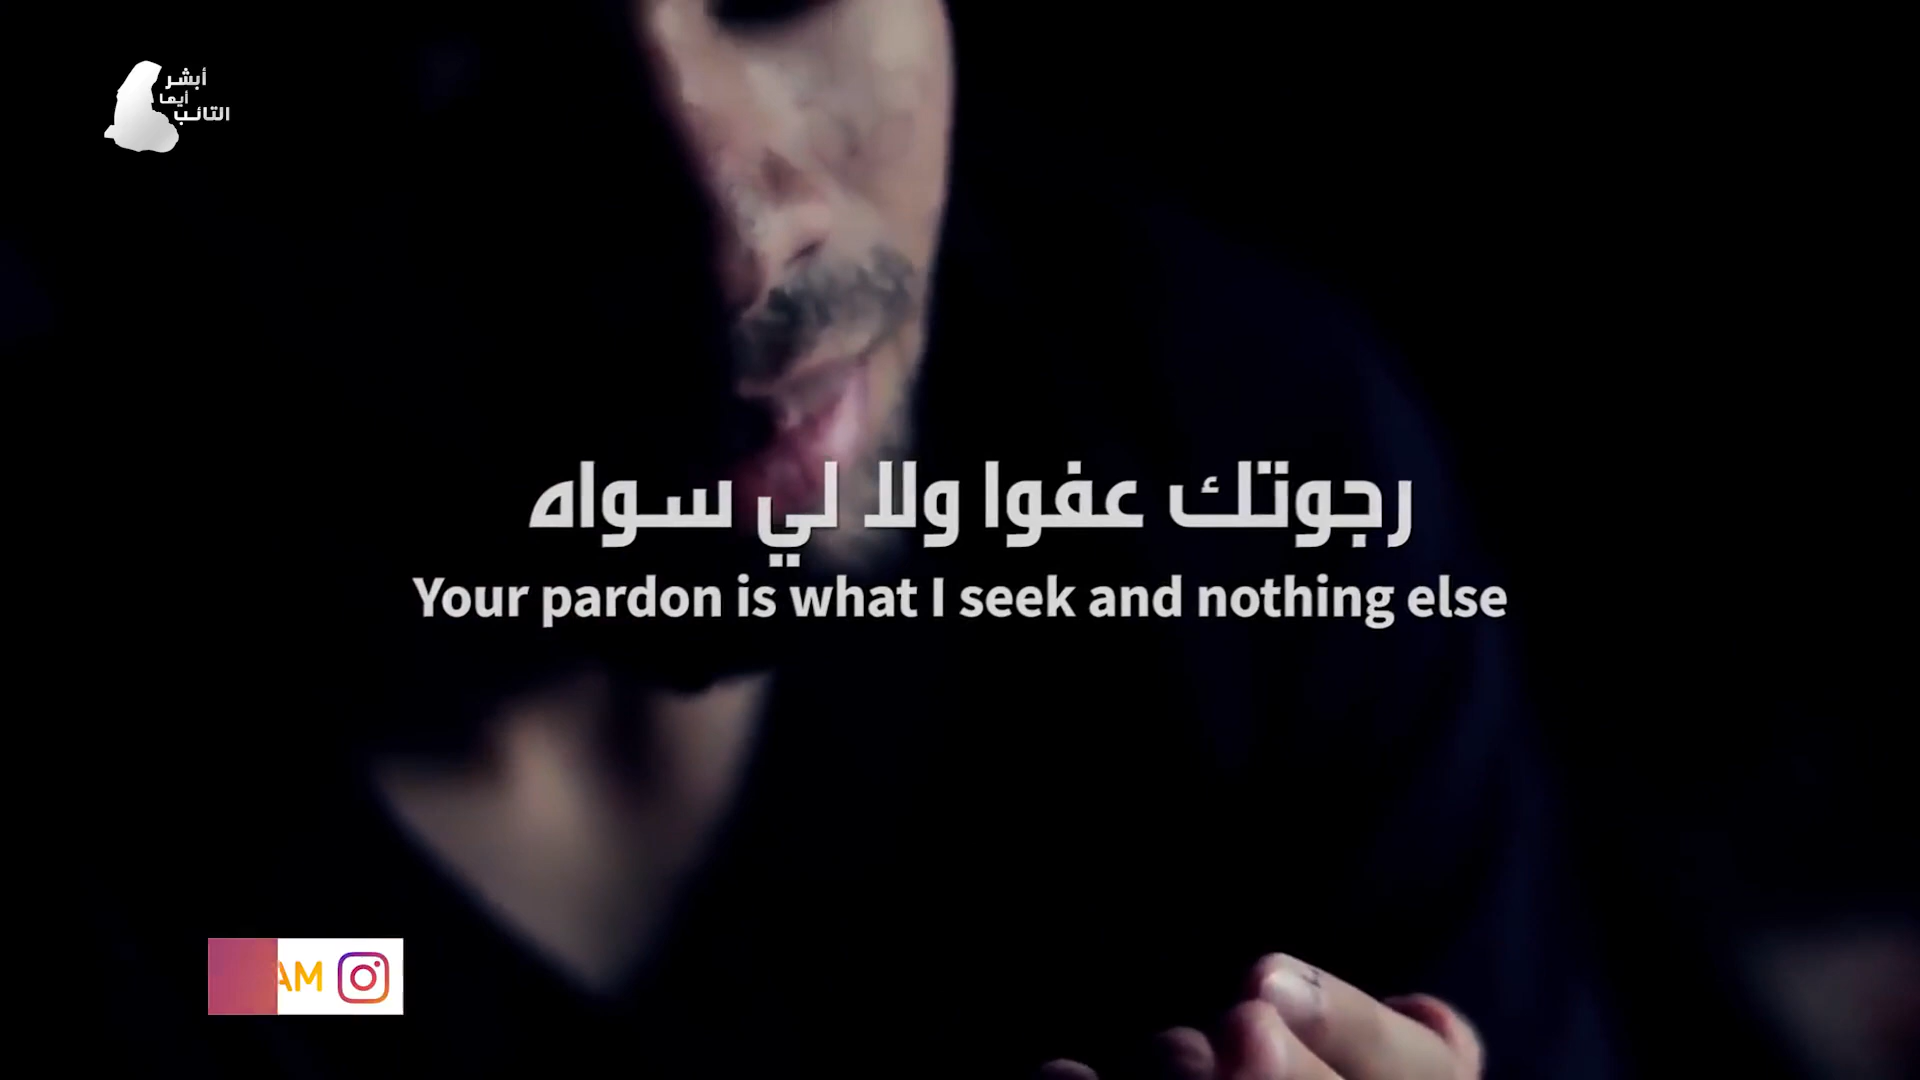 أبشر
أيها
التائب
رجوتك عفوا ولا لي سواه
Your pardon is what I seek and nothing else
AM